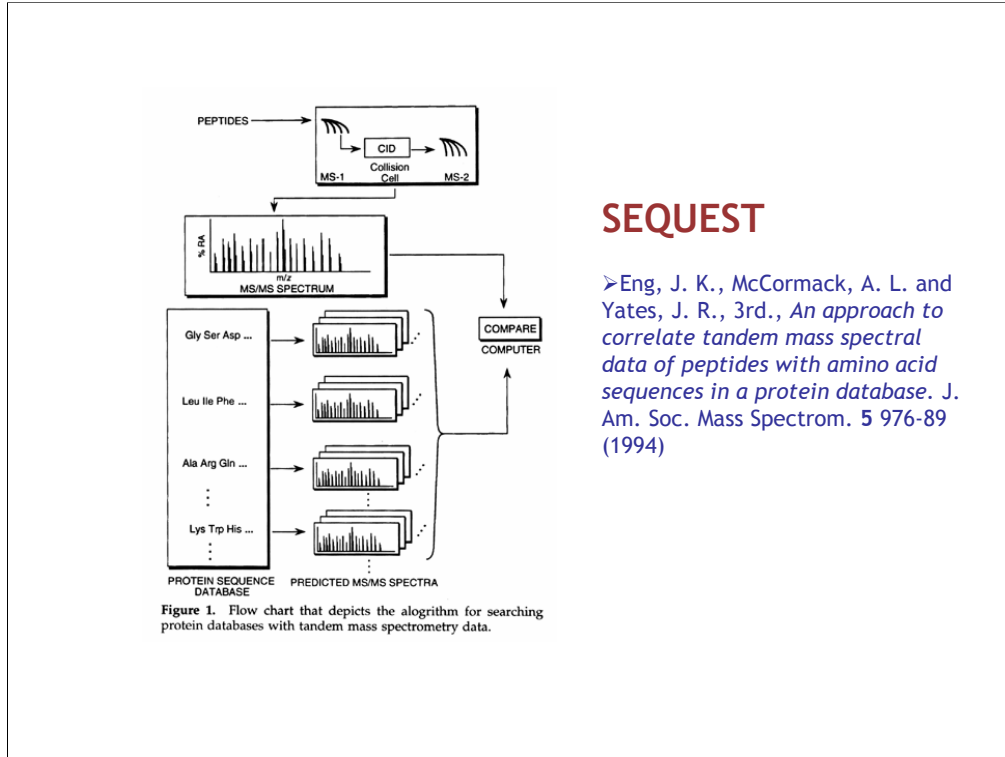 PEPTIDES
CID
Collision
Cell
MS-1
MS-2
% RA
m/z
MS/MS SPECTRUM
Gly Ser Asp ...
Leu Ile Phe ...
Ala Arg Gln ...
Lys Trp His ...
COMPARE
COMPUTER
PROTEIN SEQUENCE
DATABASE
PREDICTED MS/MS SPECTRA
Figure 1. Flow chart that depicts the alogrithm for searching
protein databases with tandem mass spectrometry data.
SEQUEST
➢Eng, J. K., McCormack, A. L. and
Yates, J. R., 3rd., An approach to
correlate tandem mass spectral
data of peptides with amino acid
sequences in a protein database. J.
Am. Soc. Mass Spectrom. 5 976-89
(1994)